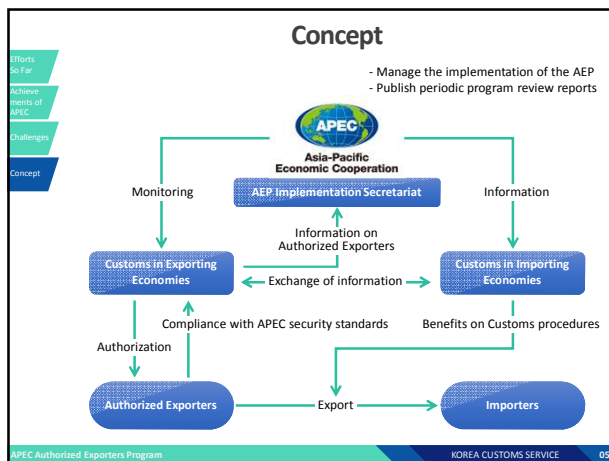 Concept
Efforts
So Far
Achieve
ments of
APEC
Challenges
Concept
- Manage the implementation of the AEP
- Publish periodic program review reports
APEC
Asia-Pacific
Economic Cooperation
Monitoring
AEP Implementation Secretariat
Information
Information on
Authorized Exporters
Customs in Exporting
Economies
Exchange of information
Customs in Importing
Economies
Compliance with APEC security standards
Benefits on Customs procedures
Authorization
Authorized Exporters
Export
Importers
APEC Authorized Exporters Program
KOREA CUSTOMS SERVICE
05